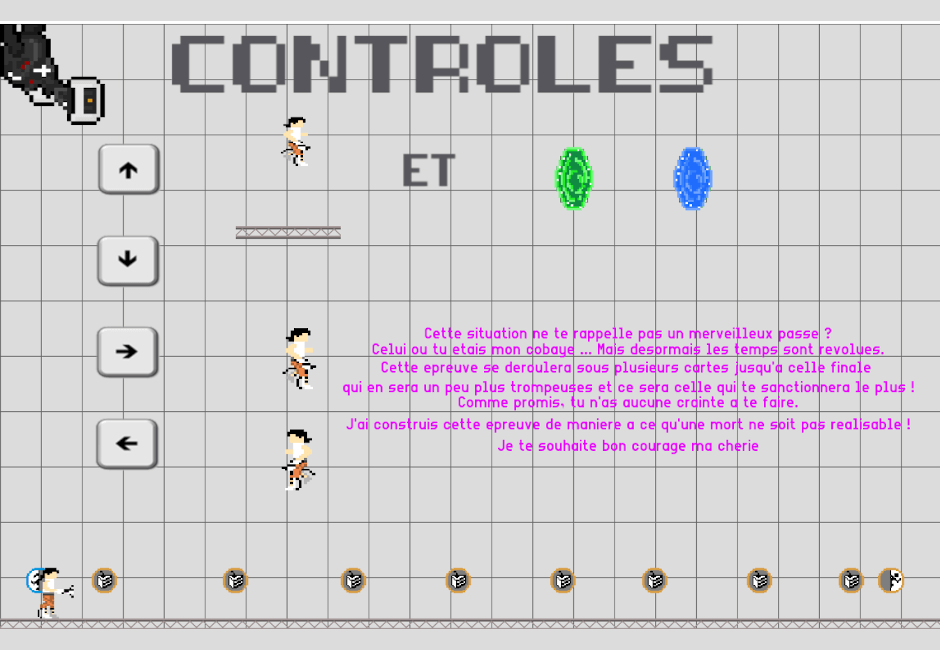 CONTROLES
ET
Cette situation ne te rappelle pas un merveilleux passe ?
Celui ou tu etais mon cobaye ... Mais desormais les temps sont revolues.
Cette epreuve se deroulera sous plusieurs cartes jusqu'a celle finale
qui en sera un peu plus trompeuses et ce sera celle qui te sanctionnera le plus !
Comme promis, tu n'as aucune crainte a te faire.
J'ai construis cette epreuve de maniere a ce qu'une mort ne soit pas realisable !
Je te souhaite bon courage ma cherie